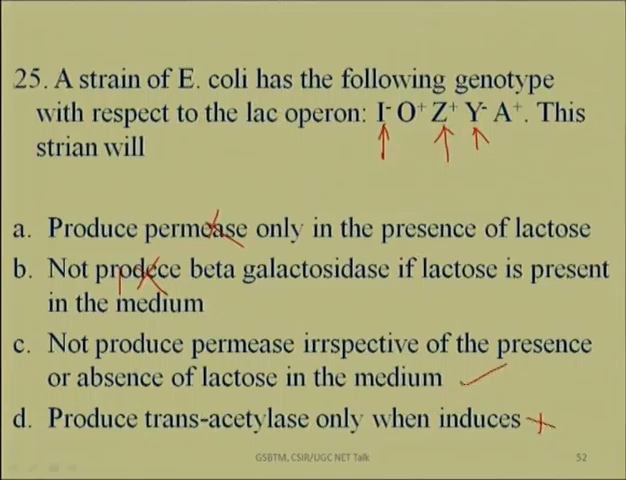 25. A strain of E. coli has the following genotype
with respect to the lac operon: I⁻ O⁺ Z⁺ Y⁻ A⁺. This
strian will
a. Produce permease only in the presence of lactose
b. Not prodece beta galactosidase if lactose is present
in the medium
c. Not produce permease irrspective of the presence
or absence of lactose in the medium
d. Produce trans-acetylase only when induces
GSBTM, CSIR/UGC NET Talk
52